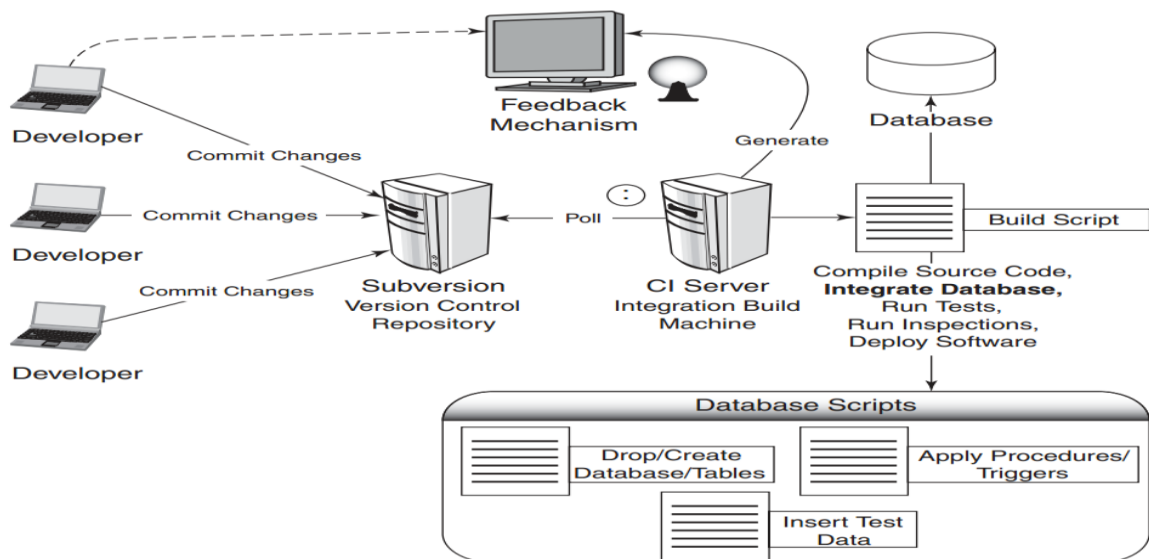 Developer
Commit Changes
Developer
Commit Changes
Developer
Commit Changes
Feedback
Mechanism
Subversion
Version Control
Repository
Poll
:
Generate
CI Server
Integration Build
Machine
Database
Build Script
Compile Source Code,
Integrate Database,
Run Tests,
Run Inspections,
Deploy Software
Database Scripts
Drop/Create
Database/Tables
Apply Procedures/
Triggers
Insert Test
Data